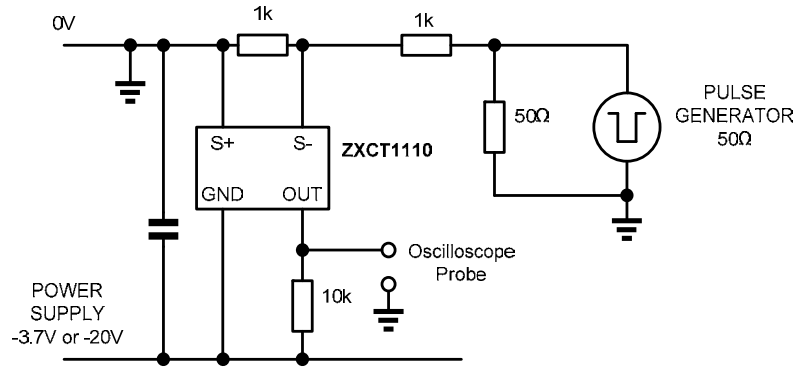 0V
1k
1k
S+
S-
ZXCT1110
GND
OUT
50Ω
PULSE
GENERATOR
50Ω
Oscilloscope
Probe
10k
POWER
SUPPLY
-3.7V or -20V